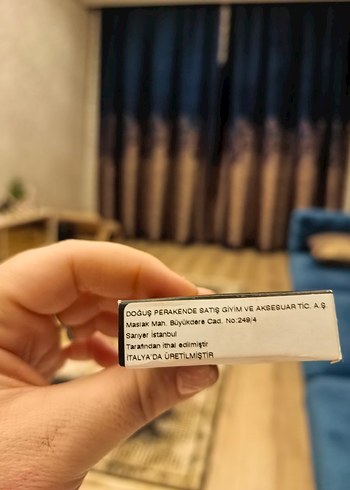 DOĞUŞ PERAKENDE SATIŞ GİYİM VE AKSESUAR TİC. A.Ş.
Maslak Mah. Büyükdere Cad. No:249/4
Sarıyer İstanbul
Tarafından ithal edilmiştir
İTALYA'DA ÜRETİLMİŞTİR